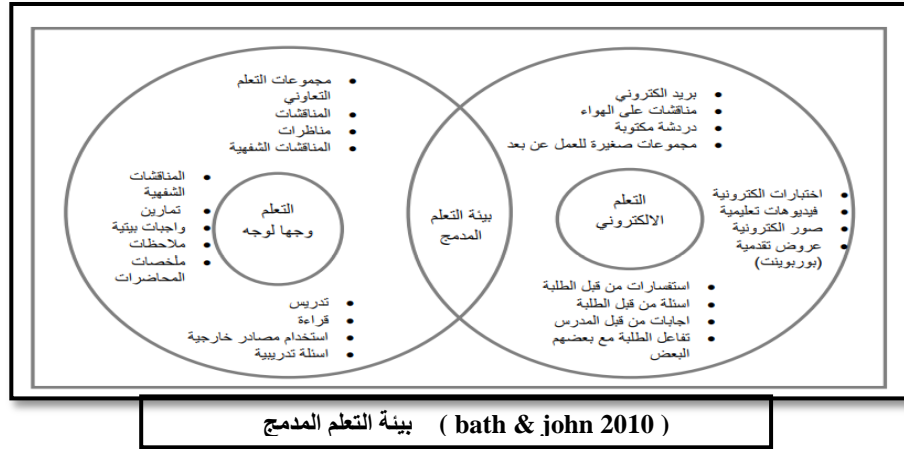 مجموعات التعلم
التعاوني
المناقشات
مناظرات
المناقشات الشفهية
المناقشات
الشفهية
تمارين
واجبات بيتية
ملاحظات
ملخصات
المحاضرات
التعلم
وجها لوجه
تدريس
قراءة
استخدام مصادر خارجية
اسئلة تدريبية
بيئة التعلم
المدمج
بريد الكتروني
مناقشات على الهواء
دردشة مكتوبة
مجموعات صغيرة للعمل عن بعد
التعلم
الالكتروني
اختبارات الكترونية
فيديوهات تعليمية
صور الكترونية
عروض تقدمية
(بوربوينت)
استفسارات من قبل الطلبة
اسئلة من قبل الطلبة
اجابات من قبل المدرس
تفاعل الطلبة مع بعضهم
البعض
بيئة التعلم المدمج ( bath & john 2010 )